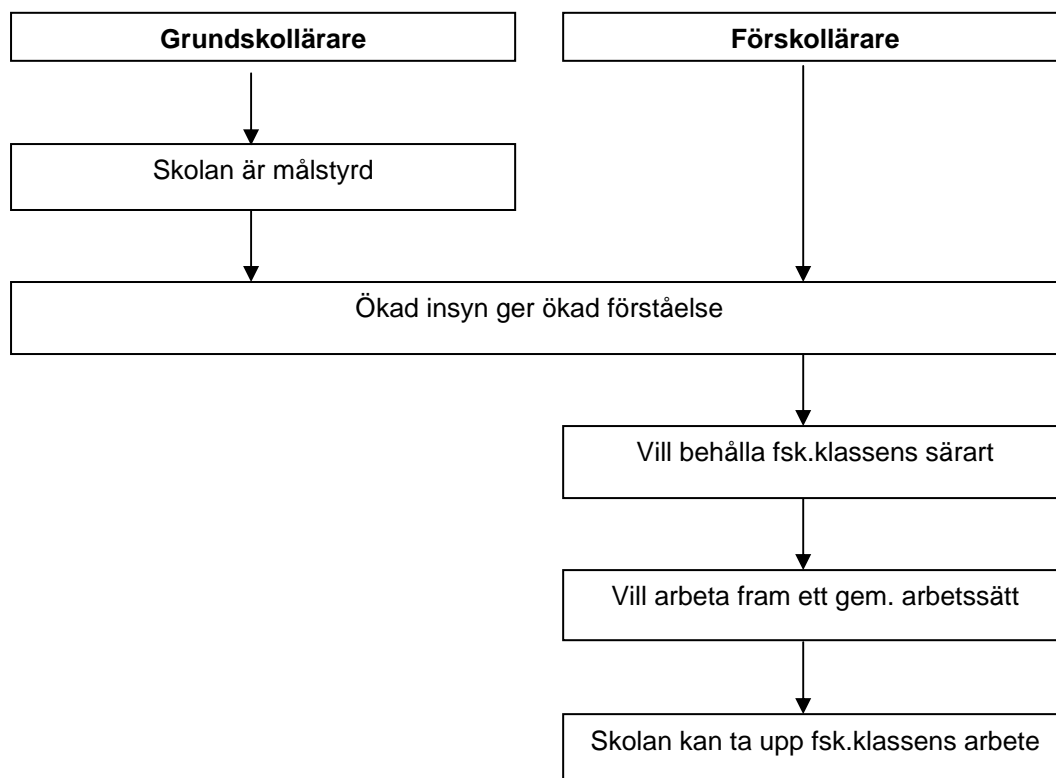 Grundskollärare
Förskollärare
Skolan är målstyrd
Ökad insyn ger ökad förståelse
Vill behålla fsk.klassens särart
Vill arbeta fram ett gem. arbetssätt
Skolan kan ta upp fsk.klassens arbete